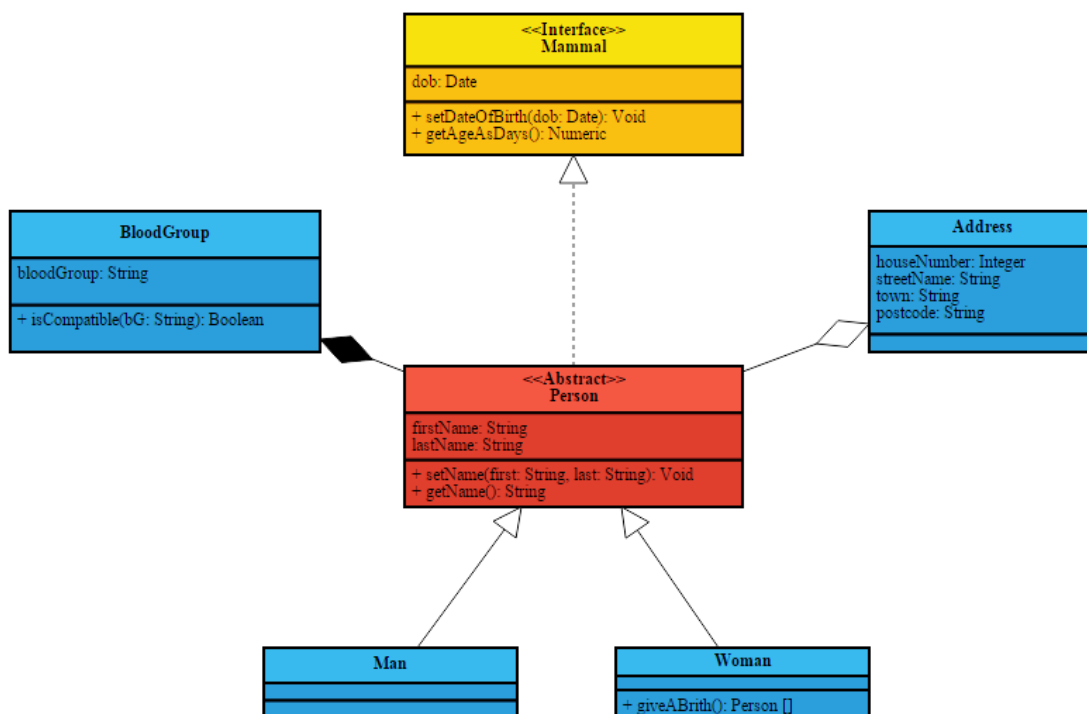 <<Interface>>
Mammal
dob: Date
+ setDateOfBirth(dob: Date): Void
+ getAgeAsDays(): Numeric
BloodGroup
bloodGroup: String
+ isCompatible(bG: String): Boolean
Address
houseNumber: Integer
streetName: String
town: String
postcode: String
<<Abstract>>
Person
firstName: String
lastName: String
+ setName(first: String, last: String): Void
+ getName(): String
Man
Woman
+ giveABrith(): Person []